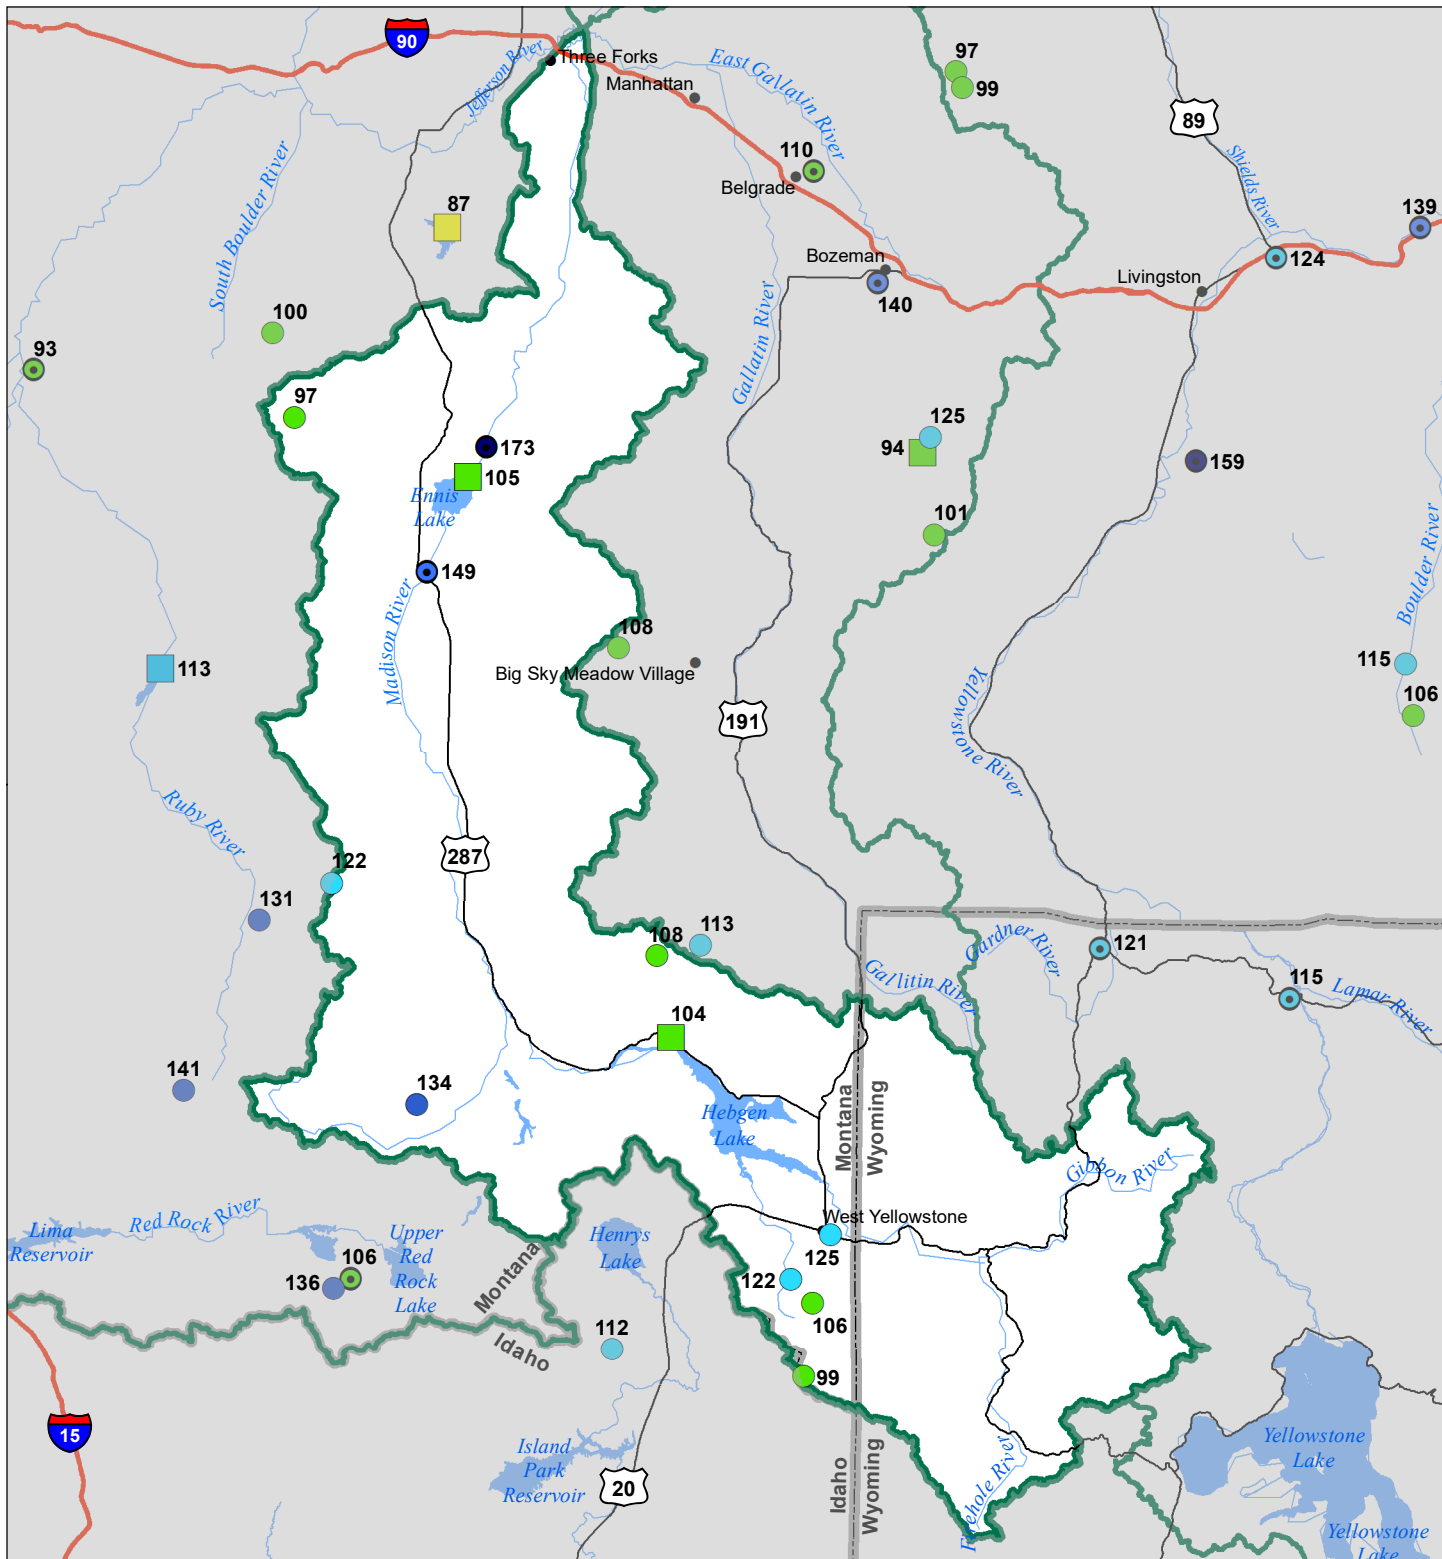 90
Jefferson River
Three Forks
Manhattan
East Gallatin River
97
99
89
Shields River
110
Belgrade
South Boulder River
87
139
Bozeman
124
Livingston
140
Gallatin River
100
93
97
173
125
94
159
105
Ennis
Lake
101
Boulder River
149
Madison River
108
Big Sky Meadow Village
113
115
106
191
Yellowstone River
Ruby River
287
122
131
108
113
Gardner River
121
Gallitin River
115
Lamar River
104
141
134
Hebgen
Lake
Montana
Wyoming
Gibbon River
Red Rock River
Lima
Reservoir
Upper
Red
Rock
Lake
Henrys
Lake
West Yellowstone
125
106
136
122
106
Montana
Idaho
112
99
15
Island
Park
Reservoir
20
Idaho
Wyoming
Firehole River
Yellowstone
Lake
Yellowstone
Lake